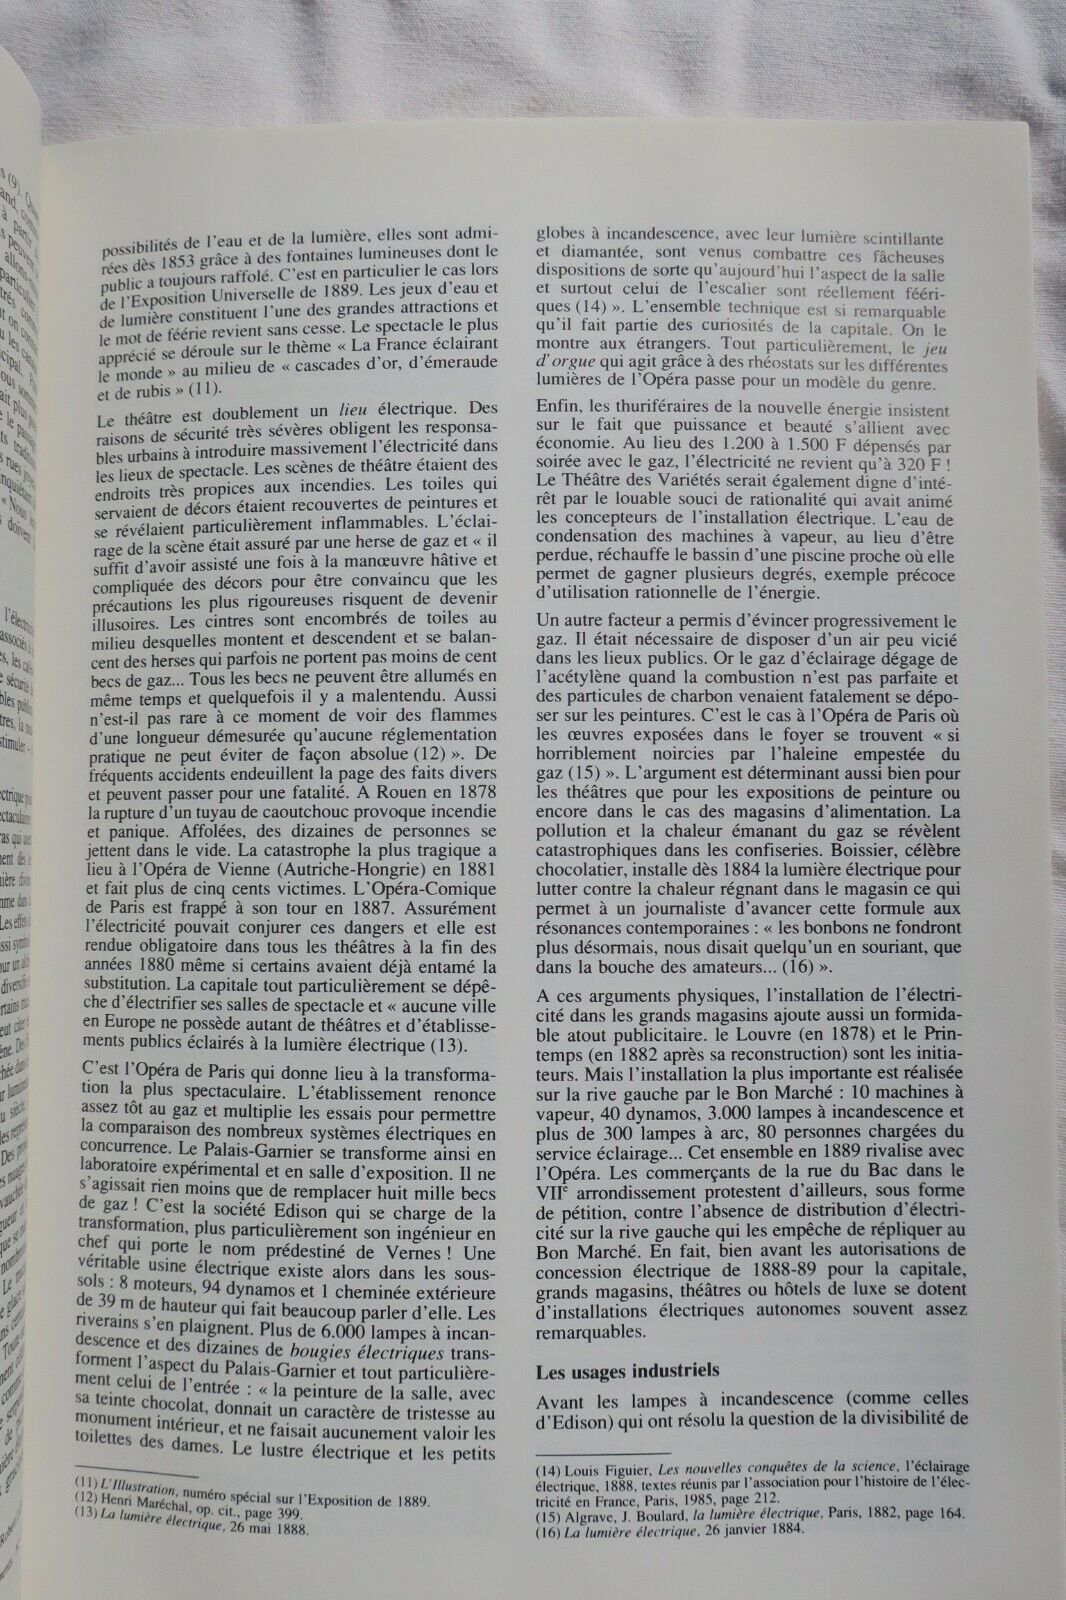 possibilités de l'eau et de la lumière, elles sont admi-
rées dès 1853 grâce à des fontaines lumineuses dont le
public a toujours raffolé. C'est en particulier le cas lors
de l'Exposition Universelle de 1889. Les jeux d'eau et
de lumière constituent l'une des grandes attractions et
le mot de féérie revient sans cesse. Le spectacle le plus
apprécié se déroule sur le thème « La France éclairant
le monde » au milieu de « cascades d'or, d'émeraude
et de rubis » (11).
Le théâtre est doublement un lieu électrique. Des
raisons de sécurité très sévères obligent les responsa-
bles urbains à introduire massivement l'électricité dans
les lieux de spectacle. Les scènes de théâtre étaient des
endroits très propices aux incendies. Les toiles qui
servaient de décors étaient recouvertes de peintures et
se révélaient particulièrement inflammables. L'éclai-
rage de la scène était assuré par une herse de gaz et « il
suffit d'avoir assisté une fois à la manœuvre hâtive et
compliquée des décors pour être convaincu que les
précautions les plus rigoureuses risquent de devenir
illusoires. Les cintres sont encombrés de toiles au
milieu desquelles montent et descendent et se balan-
cent des herses qui parfois ne portent pas moins de cent
becs de gaz... Tous les becs ne peuvent être allumés en
même temps et quelquefois il y a malentendu. Aussi
n'est-il pas rare à ce moment de voir des flammes
d'une longueur démesurée qu'aucune réglementation
pratique ne peut éviter de façon absolue (12) ». De
fréquents accidents endeuillent la page des faits divers
et peuvent passer pour une fatalité. A Rouen en 1878
la rupture d'un tuyau de caoutchouc provoque incendie
et panique. Affolées, des dizaines de personnes se
jettent dans le vide. La catastrophe la plus tragique a
lieu à l'Opéra de Vienne (Autriche-Hongrie) en 1881
et fait plus de cinq cents victimes. L'Opéra-Comique
de Paris est frappé à son tour en 1887. Assurément
l'électricité pouvait conjurer ces dangers et elle est
rendue obligatoire dans tous les théâtres à la fin des
années 1880 même si certains avaient déjà entamé la
substitution. La capitale tout particulièrement se dépê-
che d'électrifier ses salles de spectacle et « aucune ville
en Europe ne possède autant de théâtres et d'établisse-
ments publics éclairés à la lumière électrique (13).
C'est l'Opéra de Paris qui donne lieu à la transforma-
tion la plus spectaculaire. L'établissement renonce
assez tôt au gaz et multiplie les essais pour permettre
la comparaison des nombreux systèmes électriques en
concurrence. Le Palais-Garnier se transforme ainsi en
laboratoire expérimental et en salle d'exposition. Il ne
s'agissait rien moins que de remplacer huit mille becs
de gaz ! C'est la société Edison qui se charge de la
transformation, plus particulièrement son ingénieur en
chef qui porte le nom prédestiné de Vernes ! Une
véritable usine électrique existe alors dans les sous-
sols : 8 moteurs, 94 dynamos et 1 cheminée extérieure
de 39 m de hauteur qui fait beaucoup parler d'elle. Les
riverains s'en plaignent. Plus de 6.000 lampes à incan-
descence et des dizaines de bougies électriques trans-
forment l'aspect du Palais-Garnier et tout particulière-
ment celui de l'entrée : « la peinture de la salle, avec
sa teinte chocolat, donnait un caractère de tristesse au
monument intérieur, et ne faisait aucunement valoir les
toilettes des dames. Le lustre électrique et les petits
(11) L'Illustration, numéro spécial sur l'Exposition de 1889.
(12) Henri Maréchal, op. cit., page 399.
(13) La lumière électrique, 26 mai 1888.
globes à incandescence, avec leur lumière scintillante
et diamantée, sont venus combattre ces fâcheuses
dispositions de sorte qu'aujourd'hui l'aspect de la salle
et surtout celui de l'escalier sont réellement fééri-
ques (14) ». L'ensemble technique est si remarquable
qu'il fait partie des curiosités de la capitale. On le
montre aux étrangers. Tout particulièrement, le jeu
d'orgue qui agit grâce à des rhéostats sur les différentes
lumières de l'Opéra passe pour un modèle du genre.
Enfin, les thuriféraires de la nouvelle énergie insistent
sur le fait que puissance et beauté s'allient avec
économie. Au lieu des 1.200 à 1.500 F dépensés par
soirée avec le gaz, l'électricité ne revient qu'à 320 F !
Le Théâtre des Variétés serait également digne d'inté-
rêt par le louable souci de rationalité qui avait animé
les concepteurs de l'installation électrique. L'eau de
condensation des machines à vapeur, au lieu d'être
perdue, réchauffe le bassin d'une piscine proche où elle
permet de gagner plusieurs degrés, exemple précoce
d'utilisation rationnelle de l'énergie.
Un autre facteur a permis d'évincer progressivement le
gaz. Il était nécessaire de disposer d'un air peu vicié
dans les lieux publics. Or le gaz d'éclairage dégage de
l'acétylène quand la combustion n'est pas parfaite et
des particules de charbon venaient fatalement se dépo-
ser sur les peintures. C'est le cas à l'Opéra de Paris où
les œuvres exposées dans le foyer se trouvent « si
horriblement noircies par l'haleine empestée du
gaz (15) ». L'argument est déterminant aussi bien pour
les théâtres que pour les expositions de peinture ou
encore dans le cas des magasins d'alimentation. La
pollution et la chaleur émanant du gaz se révèlent
catastrophiques dans les confiseries. Boissier, célèbre
chocolatier, installe dès 1884 la lumière électrique pour
lutter contre la chaleur régnant dans le magasin ce qui
permet à un journaliste d'avancer cette formule aux
résonances contemporaines : « les bonbons ne fondront
plus désormais, nous disait quelqu'un en souriant, que
dans la bouche des amateurs... (16) ».
A ces arguments physiques, l'installation de l'électri-
cité dans les grands magasins ajoute aussi un formida-
ble atout publicitaire. le Louvre (en 1878) et le Prin-
temps (en 1882 après sa reconstruction) sont les initia-
teurs. Mais l'installation la plus importante est réalisée
sur la rive gauche par le Bon Marché : 10 machines à
vapeur, 40 dynamos, 3.000 lampes à incandescence et
plus de 300 lampes à arc, 80 personnes chargées du
service éclairage... Cet ensemble en 1889 rivalise avec
l'Opéra. Les commerçants de la rue du Bac dans le
VIIe arrondissement protestent d'ailleurs, sous forme
de pétition, contre l'absence de distribution d'électri-
cité sur la rive gauche qui les empêche de répliquer au
Bon Marché. En fait, bien avant les autorisations de
concession électrique de 1888-89 pour la capitale,
grands magasins, théâtres ou hôtels de luxe se dotent
d'installations électriques autonomes souvent assez
remarquables.
Les usages industriels
Avant les lampes à incandescence (comme celles
d'Edison) qui ont résolu la question de la divisibilité de
(14) Louis Figuier, Les nouvelles conquêtes de la science, l'éclairage
électrique, 1888, textes réunis par l'association pour l'histoire de l'élec-
tricité en France, Paris, 1985, page 212.
(15) Algrave, J. Boulard, la lumière électrique, Paris, 1882, page 164.
(16) La lumière électrique, 26 janvier 1884.